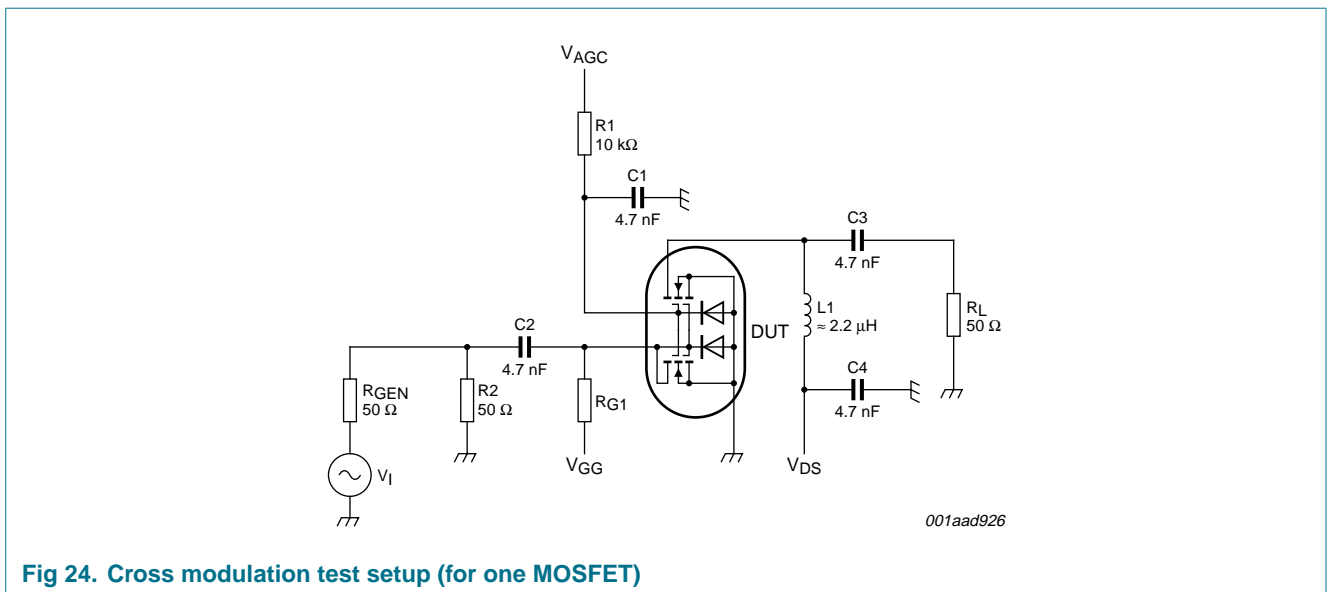 VAGC
R1
10 kΩ
C1
4.7 nF
C3
4.7 nF
L1
≈ 2.2 μH
RL
50 Ω
DUT
C2
4.7 nF
C4
4.7 nF
RGEN
50 Ω
R2
50 Ω
RG1
VI
VGG
VDS
001aad926
Fig 24. Cross modulation test setup (for one MOSFET)